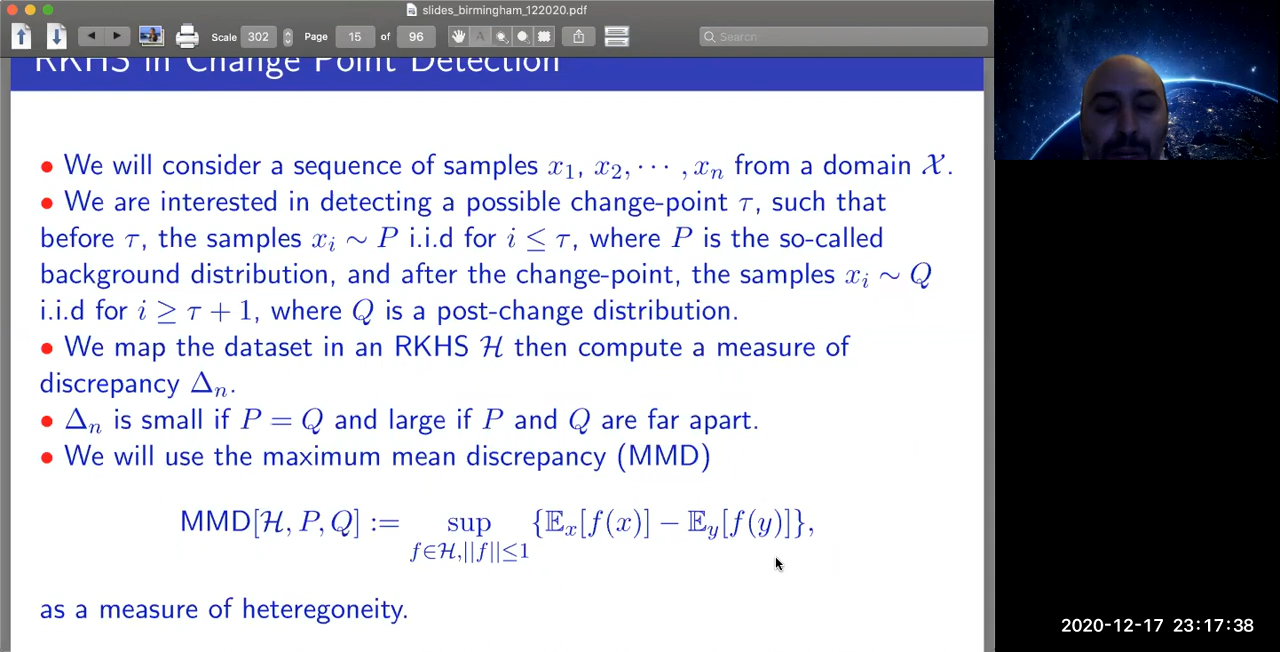 slides_birmingham_122020.pdf
Scale 302 Page 15 of 96 Search
RKHS in Change Point Detection
• We will consider a sequence of samples x₁, x₂, ⋯ , xₙ from a domain 𝒳.
• We are interested in detecting a possible change-point τ, such that
before τ, the samples xᵢ ∼ P i.i.d for i ≤ τ, where P is the so-called
background distribution, and after the change-point, the samples xᵢ ∼ Q
i.i.d for i ≥ τ + 1, where Q is a post-change distribution.
• We map the dataset in an RKHS ℋ then compute a measure of
discrepancy Δₙ.
• Δₙ is small if P = Q and large if P and Q are far apart.
• We will use the maximum mean discrepancy (MMD)
MMD[ℋ, P, Q] := sup {𝔼ₓ[f(x)] − 𝔼_y[f(y)]},
f∈ℋ,||f||≤1
as a measure of heteregoneity.
2020-12-17 23:17:38